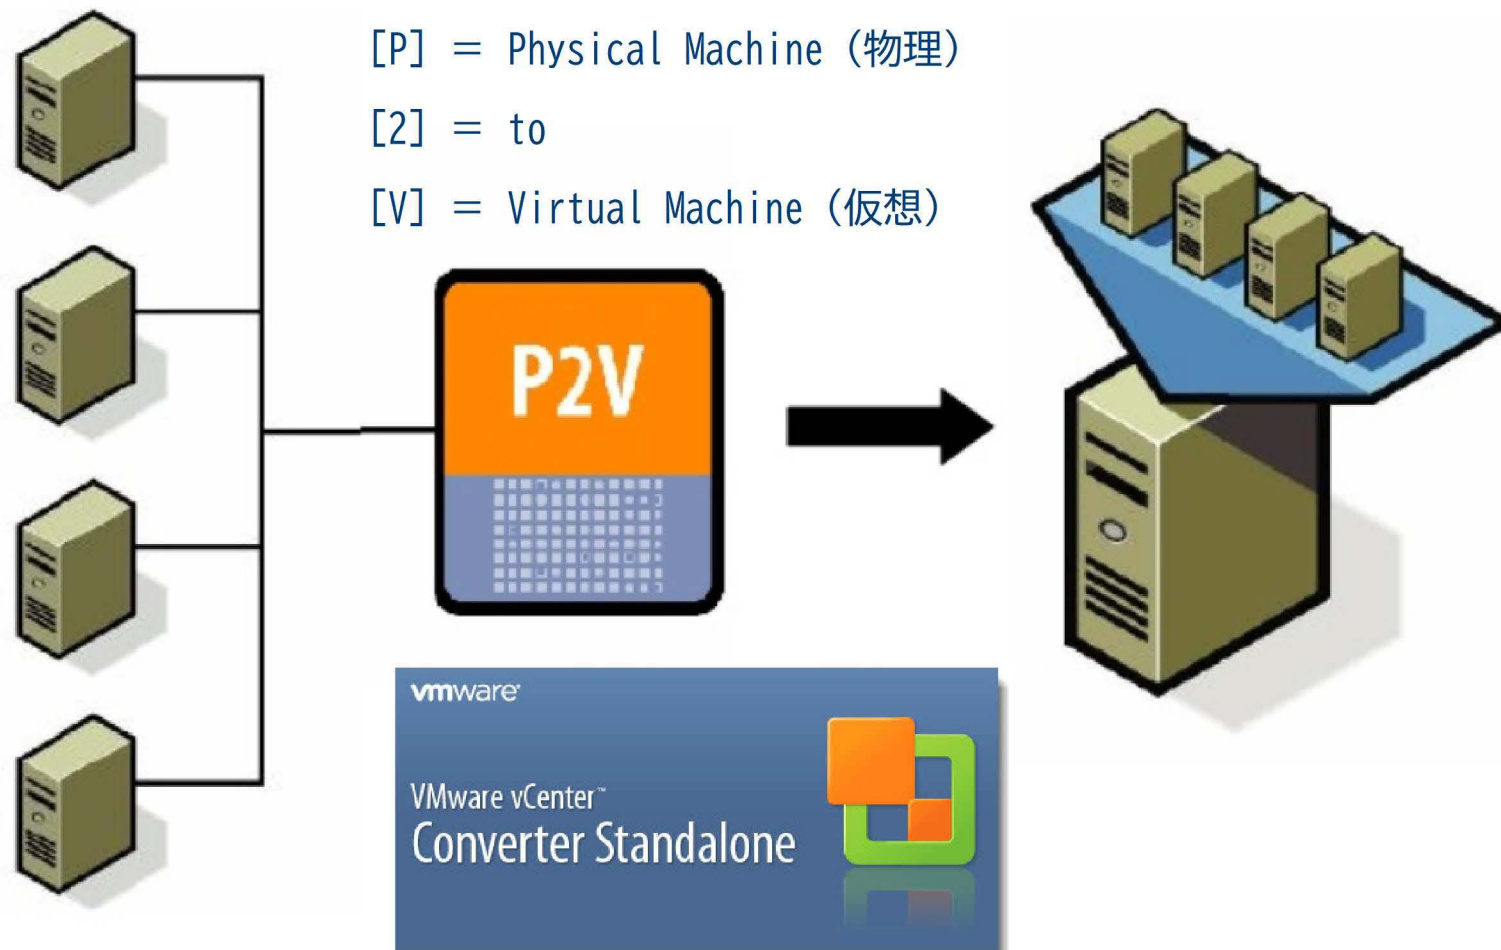 [P] ＝ Physical Machine（物理）
[2] ＝ to
[V] ＝ Virtual Machine（仮想）
P2V
vmware®
VMware vCenter™
Converter Standalone